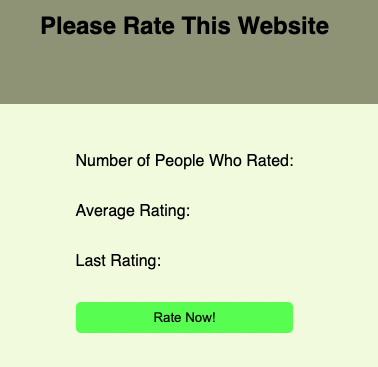 Please Rate This Website
Number of People Who Rated:
Average Rating:
Last Rating:
Rate Now!